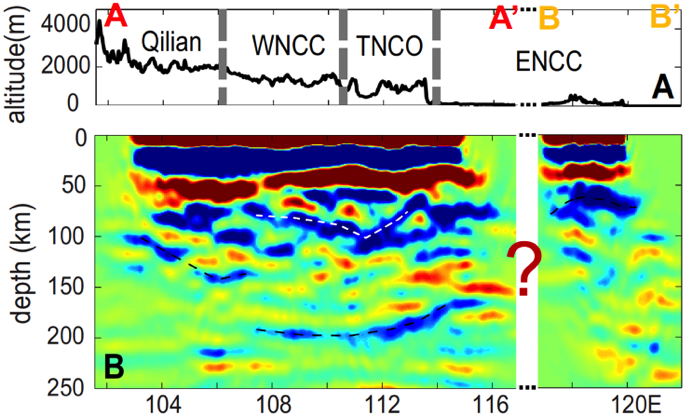 A A' B B'
Qilian WNCC TNCO ENCC
altitude(m)
4000
2000
0
A
depth (km)
0
50
100
150
200
250
?
B
104 108 112 116 120E